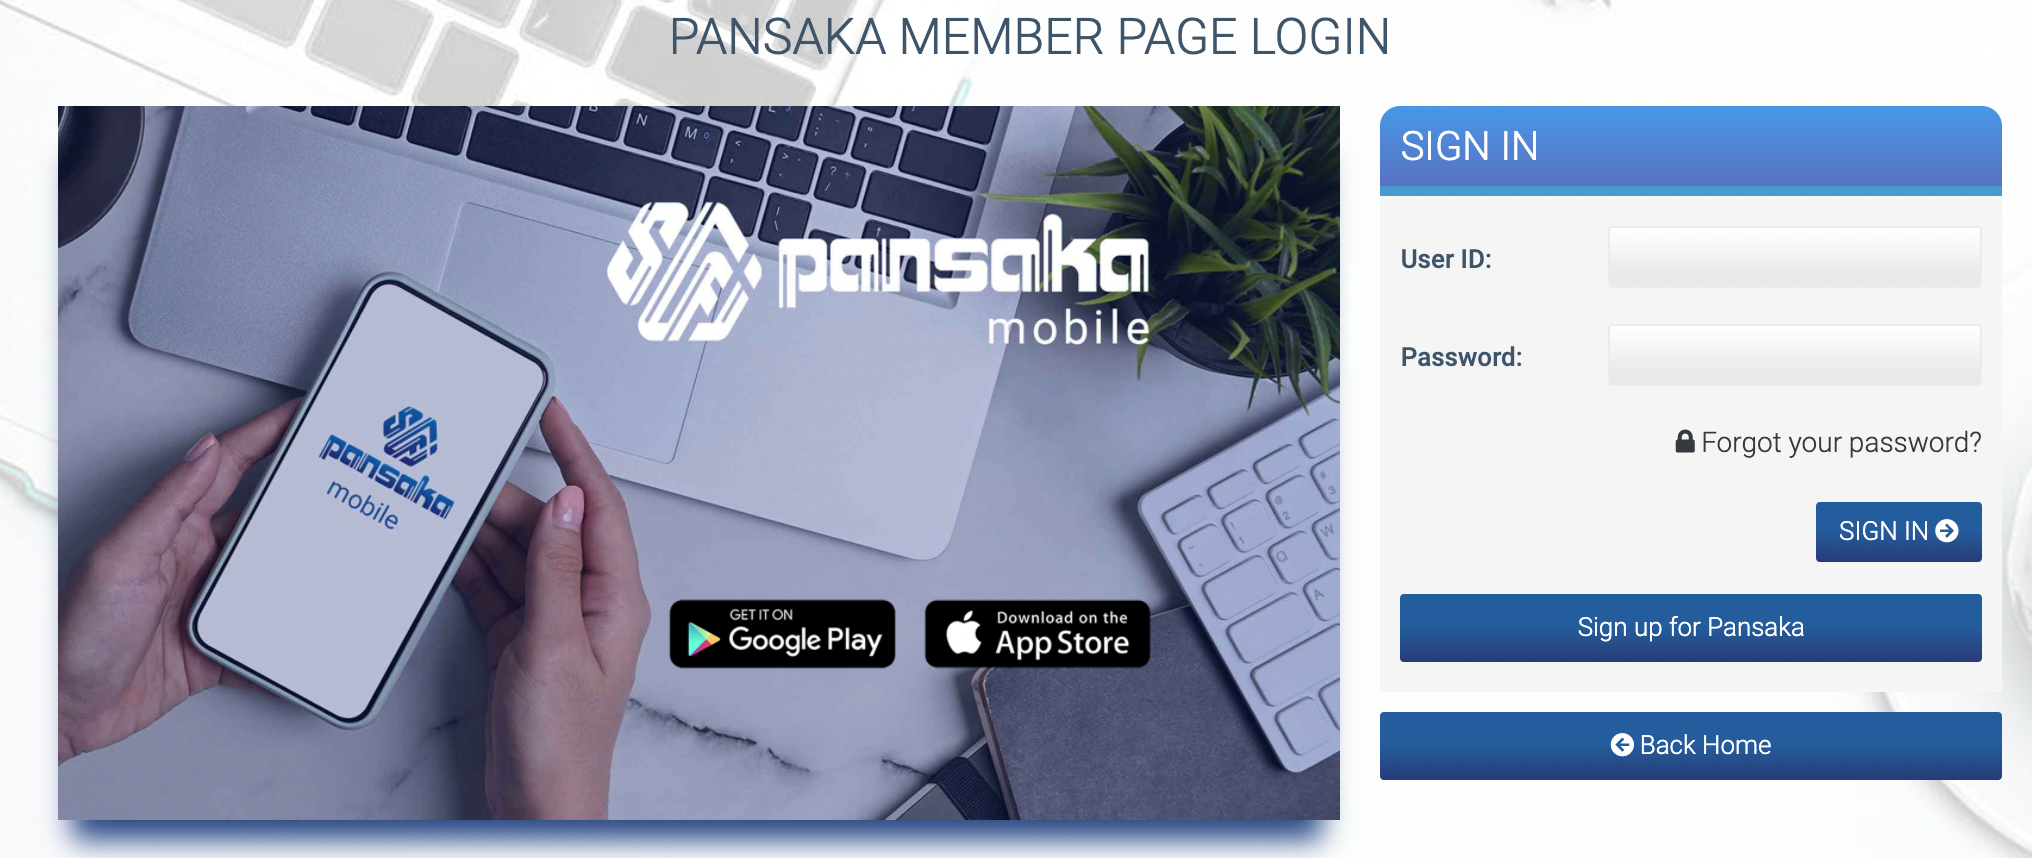 PANSAKA MEMBER PAGE LOGIN
pansaka
mobile
pansaka
mobile
GET IT ON
Google Play
Download on the
App Store
SIGN IN
User ID:
Password:
Forgot your password?
SIGN IN
Sign up for Pansaka
Back Home